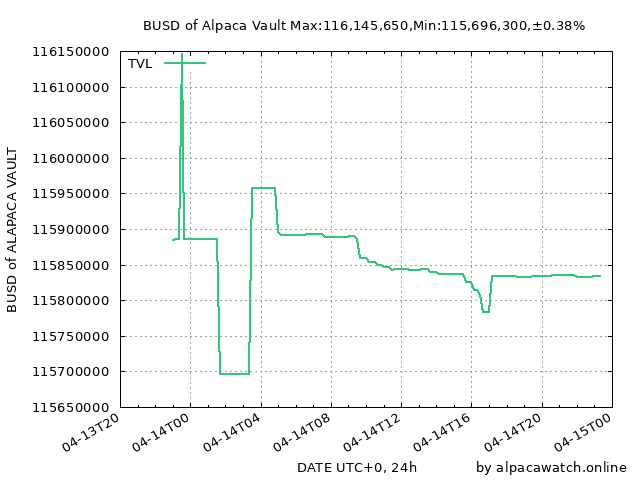 BUSD of Alpaca Vault Max:116,145,650,Min:115,696,300,±0.38%
TVL
116150000
116100000
116050000
116000000
115950000
115900000
115850000
115800000
115750000
115700000
115650000
BUSD of ALAPACA VAULT
04-13T20
04-14T00
04-14T04
04-14T08
04-14T12
04-14T16
04-14T20
04-15T00
DATE UTC+0, 24h
by alpacawatch.online